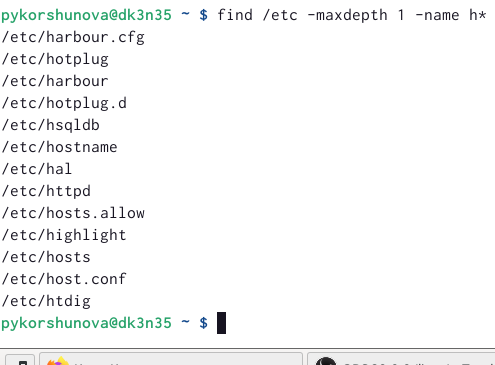 pykorshunova@dk3n35 ~ $ find /etc -maxdepth 1 -name h*
/etc/harbour.cfg
/etc/hotplug
/etc/harbour
/etc/hotplug.d
/etc/hsqldb
/etc/hostname
/etc/hal
/etc/httpd
/etc/hosts.allow
/etc/highlight
/etc/hosts
/etc/host.conf
/etc/htdig
pykorshunova@dk3n35 ~ $